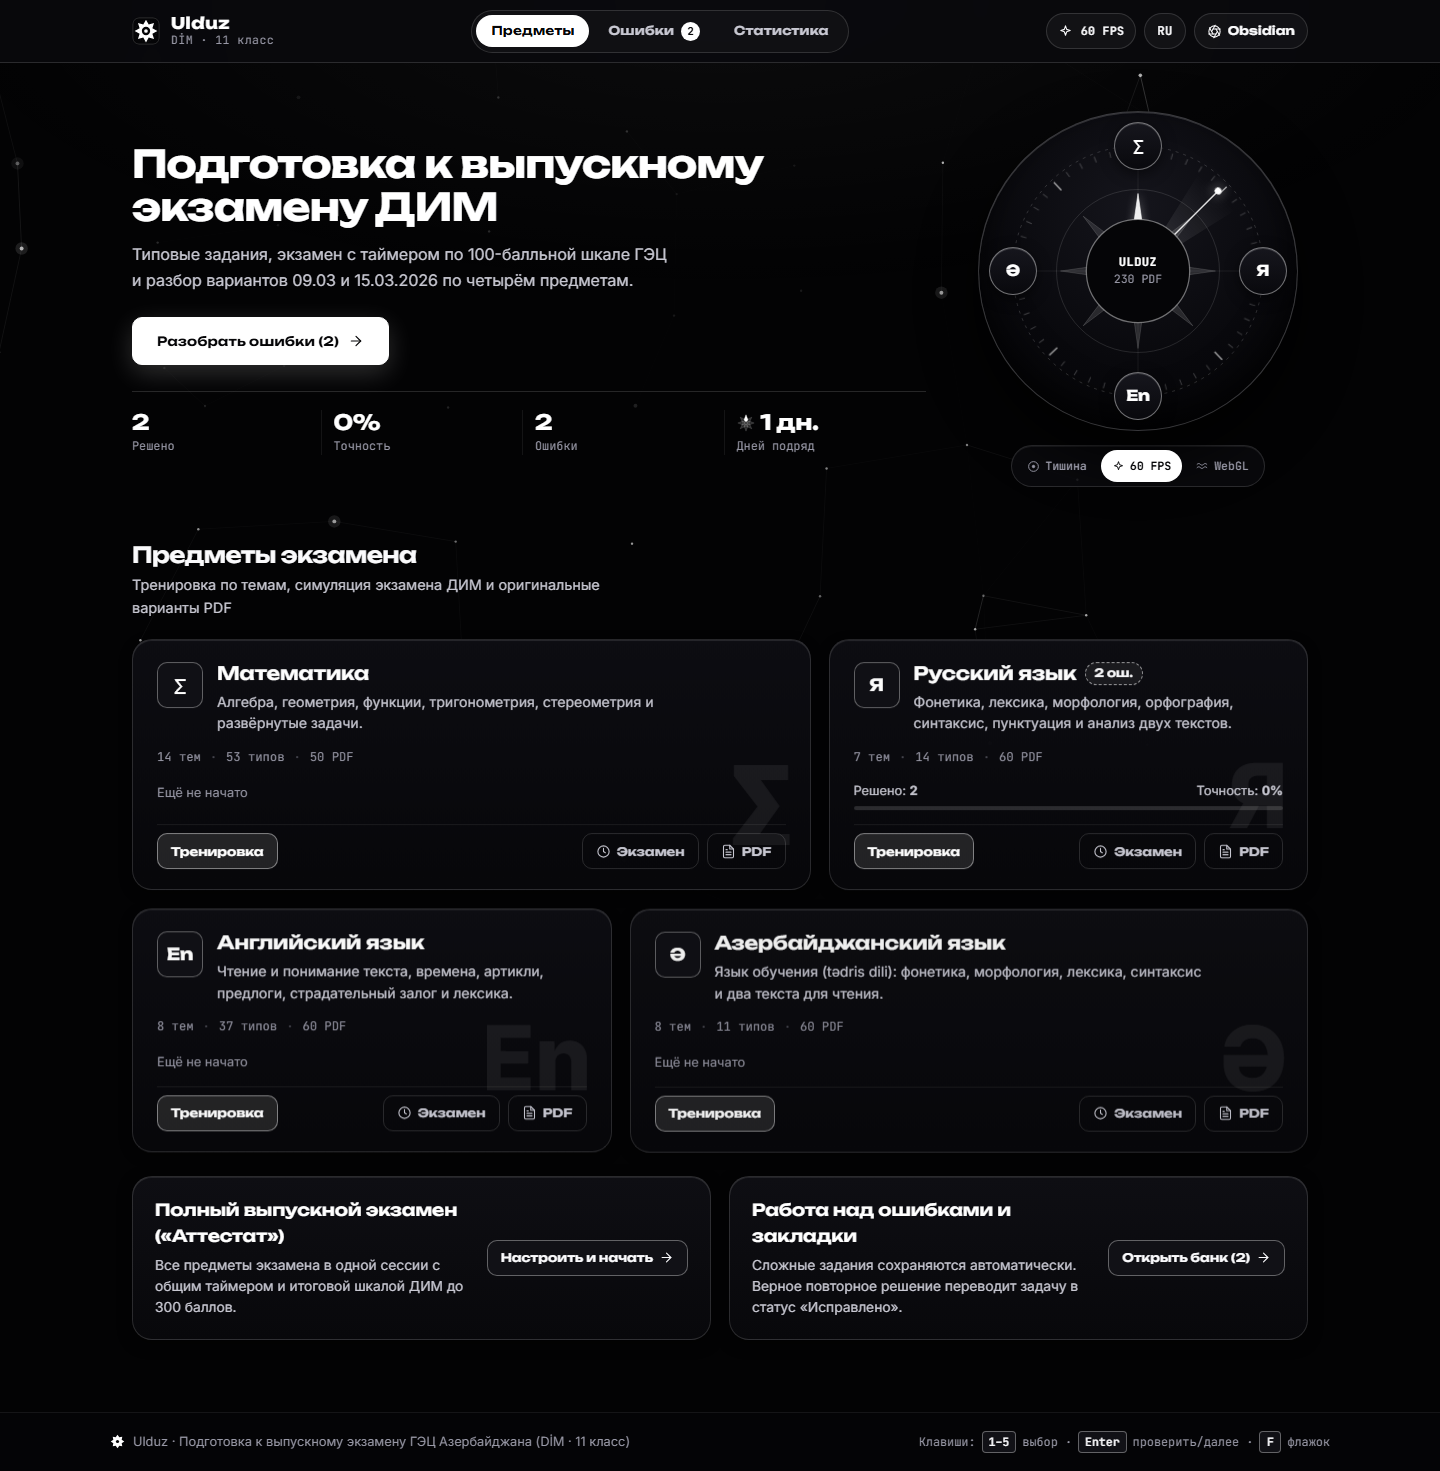 Ulduz
DİM · 11 класс
Предметы
Ошибки 2
Статистика
60 FPS
RU
Obsidian
Подготовка к выпускному
экзамену ДИМ
Типовые задания, экзамен с таймером по 100-балльной шкале ГЭЦ
и разбор вариантов 09.03 и 15.03.2026 по четырём предметам.
Разобрать ошибки (2)
2
Решено
0%
Точность
2
Ошибки
1 дн.
Дней подряд
Σ
Ə
ULDUZ
230 PDF
Я
En
Тишина
60 FPS
WebGL
Предметы экзамена
Тренировка по темам, симуляция экзамена ДИМ и оригинальные
варианты PDF
Σ
Математика
Алгебра, геометрия, функции, тригонометрия, стереометрия и
развёрнутые задачи.
14 тем · 53 типов · 50 PDF
Ещё не начато
Σ
Тренировка
Экзамен
PDF
Я
Русский язык
2 ош.
Фонетика, лексика, морфология, орфография,
синтаксис, пунктуация и анализ двух текстов.
7 тем · 14 типов · 60 PDF
Решено: 2
Точность: 0%
Я
Тренировка
Экзамен
PDF
En
Английский язык
Чтение и понимание текста, времена, артикли,
предлоги, страдательный залог и лексика.
8 тем · 37 типов · 60 PDF
Ещё не начато
En
Тренировка
Экзамен
PDF
Ə
Азербайджанский язык
Язык обучения (tədris dili): фонетика, морфология, лексика, синтаксис
и два текста для чтения.
8 тем · 11 типов · 60 PDF
Ещё не начато
Ə
Тренировка
Экзамен
PDF
Полный выпускной экзамен
(«Аттестат»)
Все предметы экзамена в одной сессии с
общим таймером и итоговой шкалой ДИМ до
300 баллов.
Настроить и начать
Работа над ошибками и
закладки
Сложные задания сохраняются автоматически.
Верное повторное решение переводит задачу в
статус «Исправлено».
Открыть банк (2)
Ulduz · Подготовка к выпускному экзамену ГЭЦ Азербайджана (DİM · 11 класс)
Клавиши: 1–5 выбор · Enter проверить/далее · F флажок